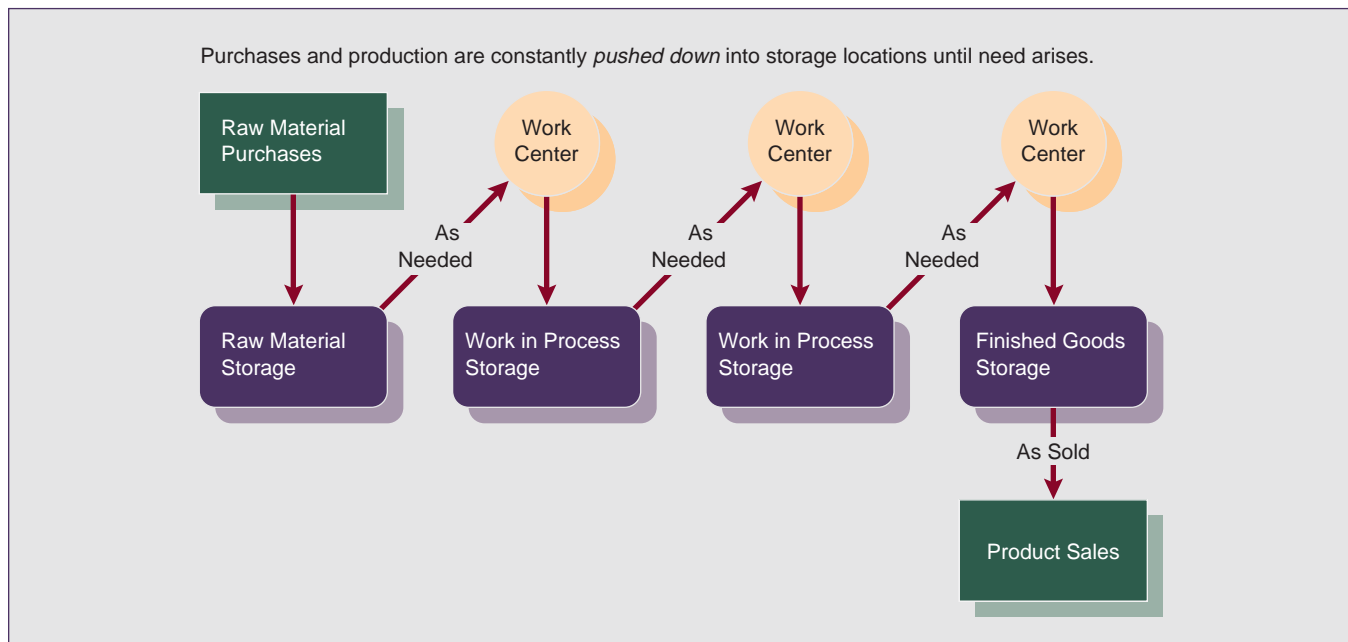 Purchases and production are constantly pushed down into storage locations until need arises.
Raw Material
Purchases
Work
Center
Work
Center
Work
Center
As
Needed
As
Needed
As
Needed
Raw Material
Storage
Work in Process
Storage
Work in Process
Storage
Finished Goods
Storage
As Sold
Product Sales